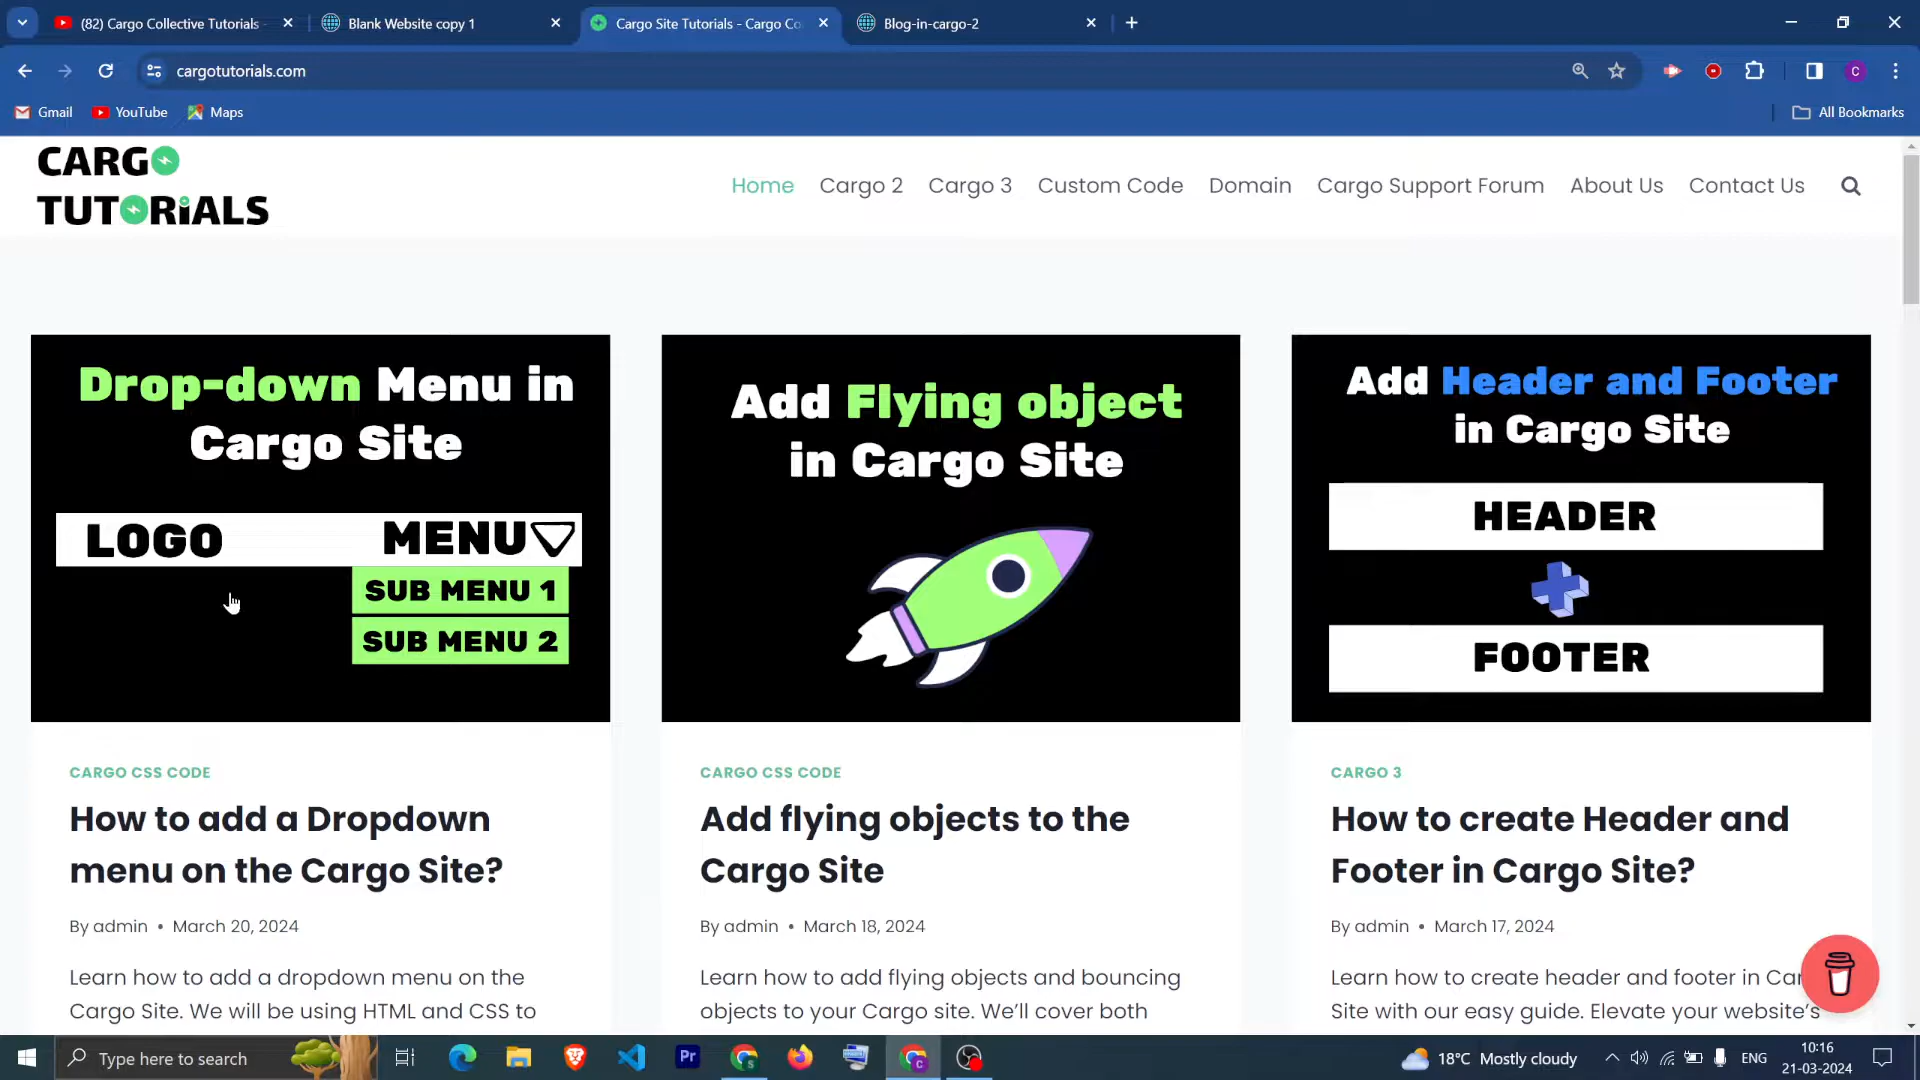 (82) Cargo Collective Tutorials
Blank Website copy 1
Cargo Site Tutorials - Cargo Co
Blog-in-cargo-2
cargotutorials.com
C
Gmail
YouTube
Maps
All Bookmarks
CARGO
TUTORiALS
Home
Cargo 2
Cargo 3
Custom Code
Domain
Cargo Support Forum
About Us
Contact Us
Drop-down Menu in
Cargo Site
LOGO
MENU
SUB MENU 1
SUB MENU 2
Add Flying object
in Cargo Site
Add Header and Footer
in Cargo Site
HEADER
FOOTER
CARGO CSS CODE
How to add a Dropdown
menu on the Cargo Site?
By admin • March 20, 2024
Learn how to add a dropdown menu on the
Cargo Site. We will be using HTML and CSS to
CARGO CSS CODE
Add flying objects to the
Cargo Site
By admin • March 18, 2024
Learn how to add flying objects and bouncing
objects to your Cargo site. We'll cover both
CARGO 3
How to create Header and
Footer in Cargo Site?
By admin • March 17, 2024
Learn how to create header and footer in Car
Site with our easy guide. Elevate your website's
Type here to search
Pr
C
18°C Mostly cloudy
ENG
10:16
21-03-2024